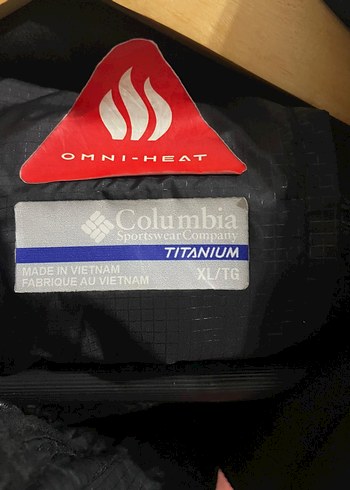 OMNI-HEAT
Columbia
Sportswear Company
TITANIUM
MADE IN VIETNAM
FABRIQUE AU VIETNAM
XL/TG